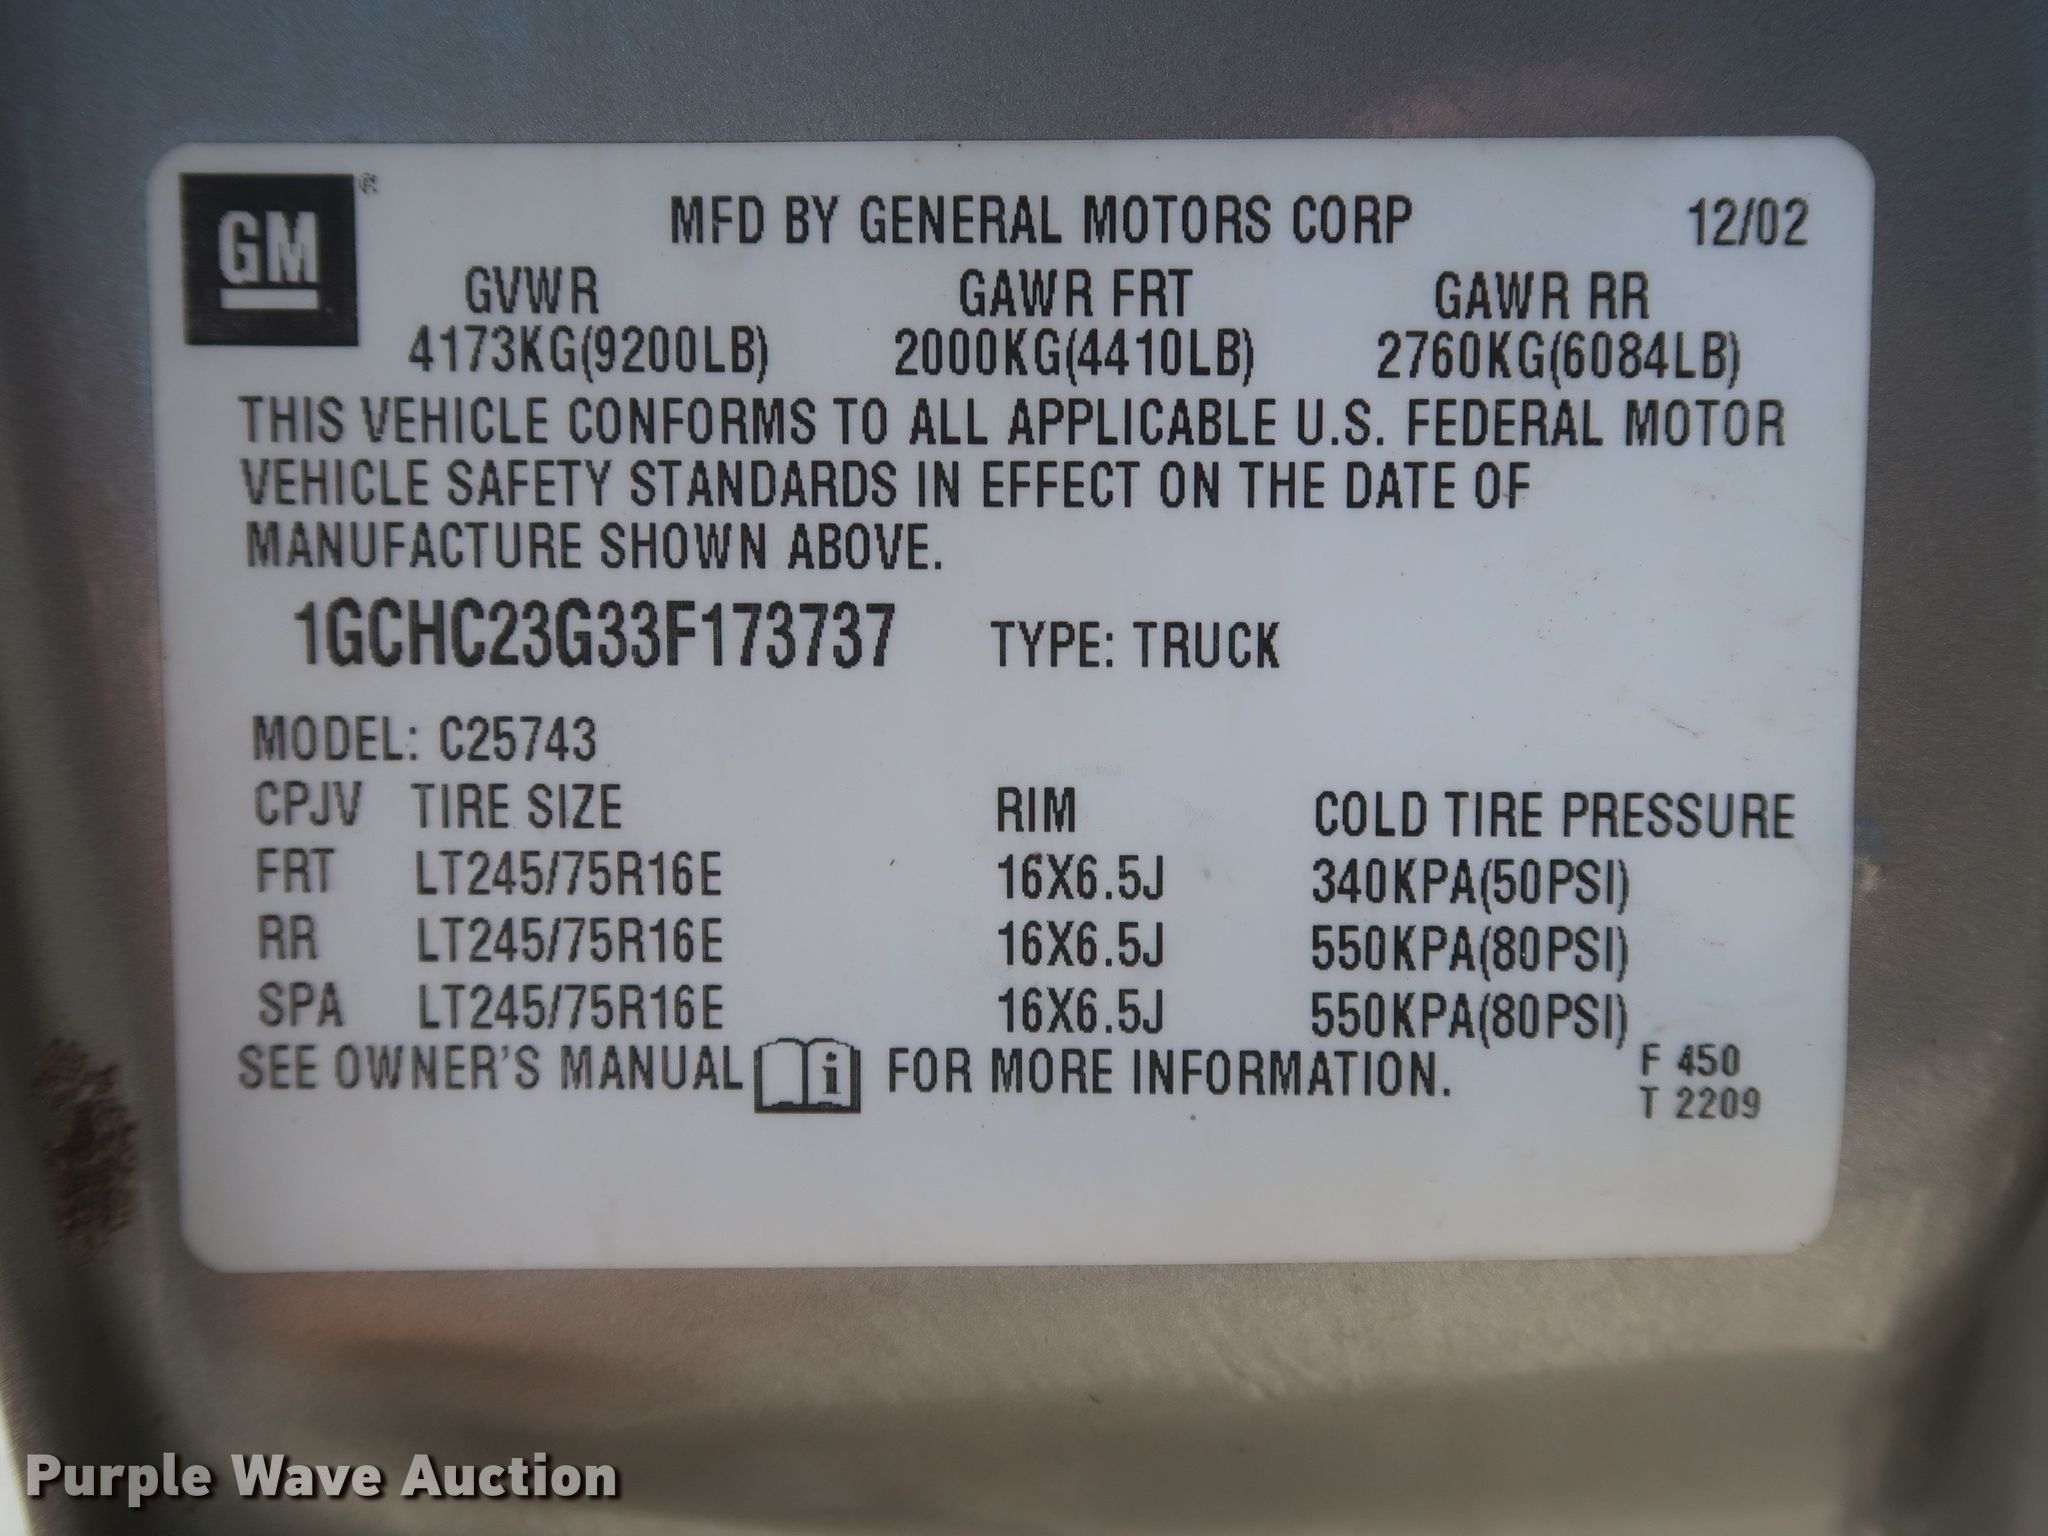 GM ®
MFD BY GENERAL MOTORS CORP 12/02
GVWR GAWR FRT GAWR RR
4173KG(9200LB) 2000KG(4410LB) 2760KG(6084LB)
THIS VEHICLE CONFORMS TO ALL APPLICABLE U.S. FEDERAL MOTOR
VEHICLE SAFETY STANDARDS IN EFFECT ON THE DATE OF
MANUFACTURE SHOWN ABOVE.
1GCHC23G33F173737 TYPE: TRUCK
MODEL: C25743
CPJV TIRE SIZE RIM COLD TIRE PRESSURE
FRT LT245/75R16E 16X6.5J 340KPA(50PSI)
RR LT245/75R16E 16X6.5J 550KPA(80PSI)
SPA LT245/75R16E 16X6.5J 550KPA(80PSI)
SEE OWNER'S MANUAL i FOR MORE INFORMATION.
F 450
T 2209
Purple Wave Auction